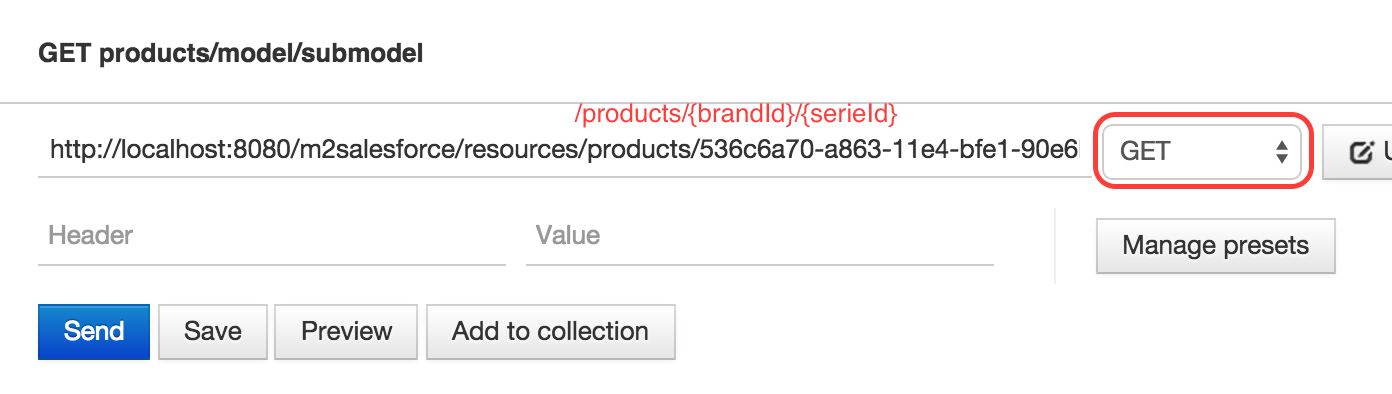 GET products/model/submodel
/products/{brandId}/{serieId}
http://localhost:8080/m2salesforce/resources/products/536c6a70-a863-11e4-bfe1-90e6
GET
U
Header
Value
Manage presets
Send
Save
Preview
Add to collection